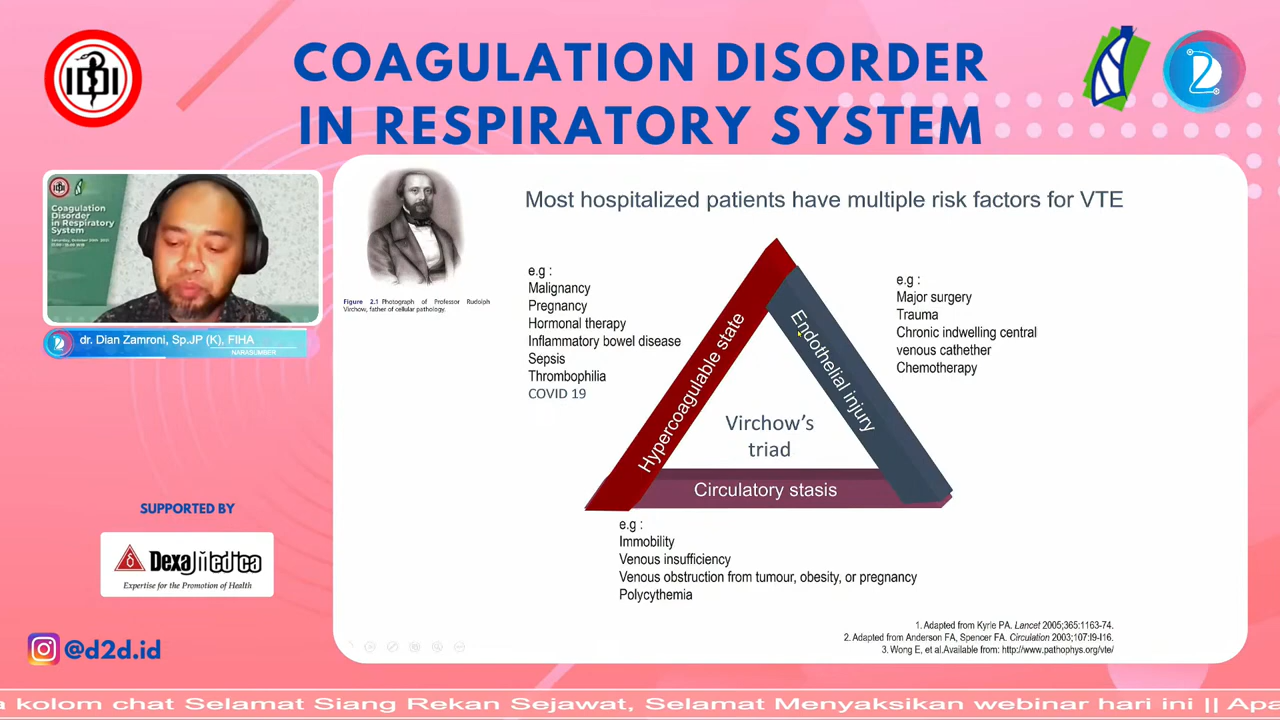 COAGULATION DISORDER
IN RESPIRATORY SYSTEM
Coagulation
Disorder
in Respiratory
System
dr. Dian Zamroni, Sp.JP (K), FIHA
NARASUMBER
SUPPORTED BY
DexaMedica
Expertise for the Promotion of Health
@d2d.id
Figure 2.1 Photograph of Professor Rudolph
Virchow, father of cellular pathology.
Most hospitalized patients have multiple risk factors for VTE
e.g :
Malignancy
Pregnancy
Hormonal therapy
Inflammatory bowel disease
Sepsis
Thrombophilia
COVID 19
Hypercoagulable state
Endothelial injury
e.g :
Major surgery
Trauma
Chronic indwelling central
venous cathether
Chemotherapy
Virchow's
triad
Circulatory stasis
e.g :
Immobility
Venous insufficiency
Venous obstruction from tumour, obesity, or pregnancy
Polycythemia
1. Adapted from Kyrle PA. Lancet 2005;365:1163-74.
2. Adapted from Anderson FA, Spencer FA. Circulation 2003;107:I9-I16.
3. Wong E, et al.Available from: http://www.pathophys.org/vte/
a kolom chat Selamat Siang Rekan Sejawat, Selamat Menyaksikan webinar hari ini || Apa